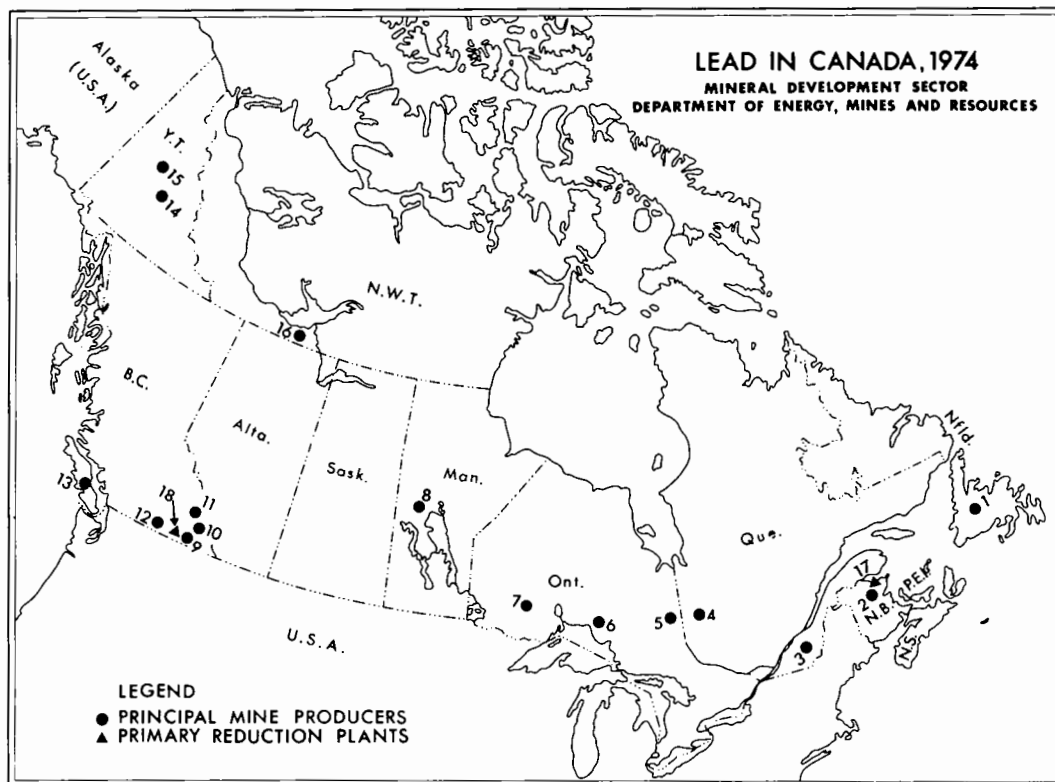 LEAD IN CANADA, 1974
MINERAL DEVELOPMENT SECTOR
DEPARTMENT OF ENERGY, MINES AND RESOURCES
Alaska
(U.S.A.)
Y.T.
15
14
N.W.T.
16
B.C.
Alta.
Sask.
Man.
Nfld.
13
18
11
12
10
9
8
1
Que.
Ont.
17
P.E.I.
2
N.B.
N.S.
7
6
5
4
3
U.S.A.
LEGEND
● PRINCIPAL MINE PRODUCERS
▲ PRIMARY REDUCTION PLANTS